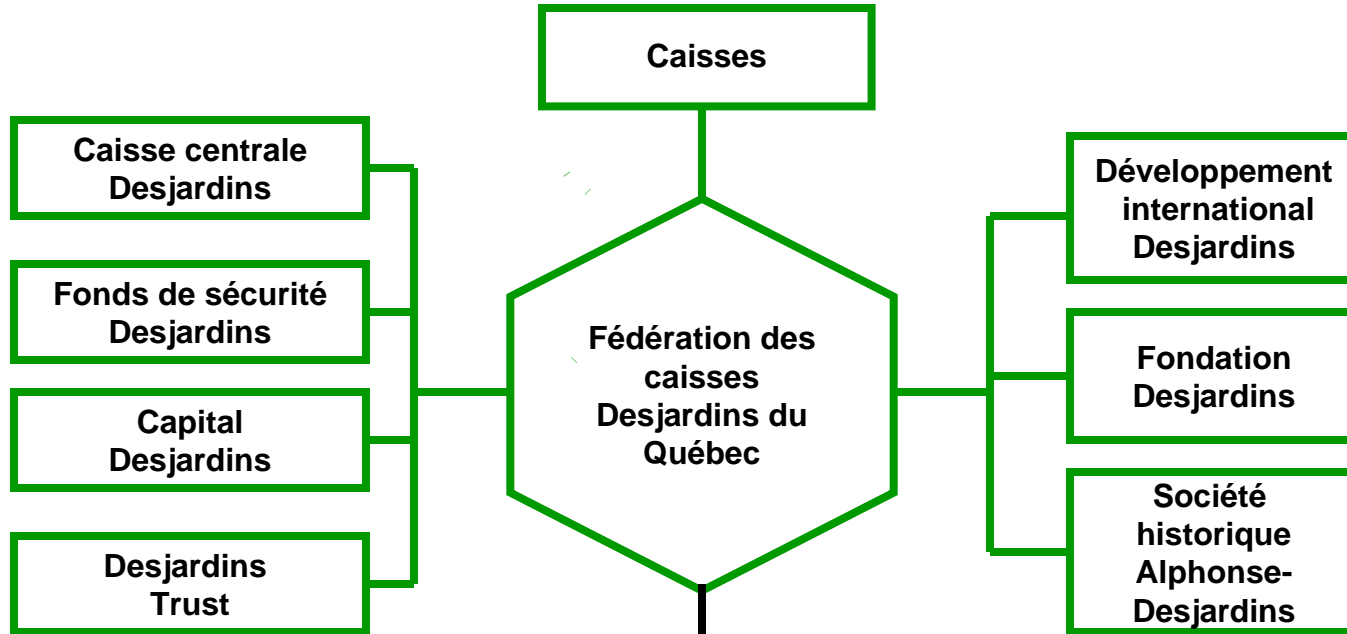 Caisses
Caisse centrale
Desjardins
Fonds de sécurité
Desjardins
Capital
Desjardins
Desjardins
Trust
Fédération des
caisses
Desjardins du
Québec
Développement
international
Desjardins
Fondation
Desjardins
Société
historique
Alphonse-
Desjardins